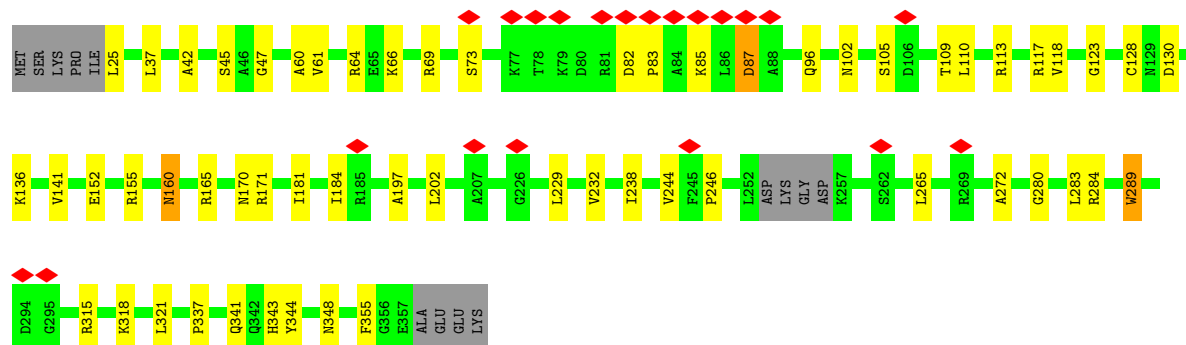 MET SER LYS PRO ILE L25 L37 A42 S45 A46 G47 A60 V61 R64 E65 K66 R69 S73 K77 T78 K79 D80 R81 D82 P83 A84 K85 L86 D87 A88 Q96 N102 S105 D106 T109 L110 R113 R117 V118 G123 C128 N129 D130
K136 V141 E152 R155 N160 R165 N170 R171 I181 I184 R185 A197 L202 A207 G226 L229 V232 I238 V244 F245 P246 L252 ASP LYS GLY ASP K257 S262 L265 R269 A272 G280 L283 R284 W289
D294 G295 R315 K318 L321 P337 Q341 Q342 H343 Y344 N348 F355 G356 E357 ALA GLU GLU LYS